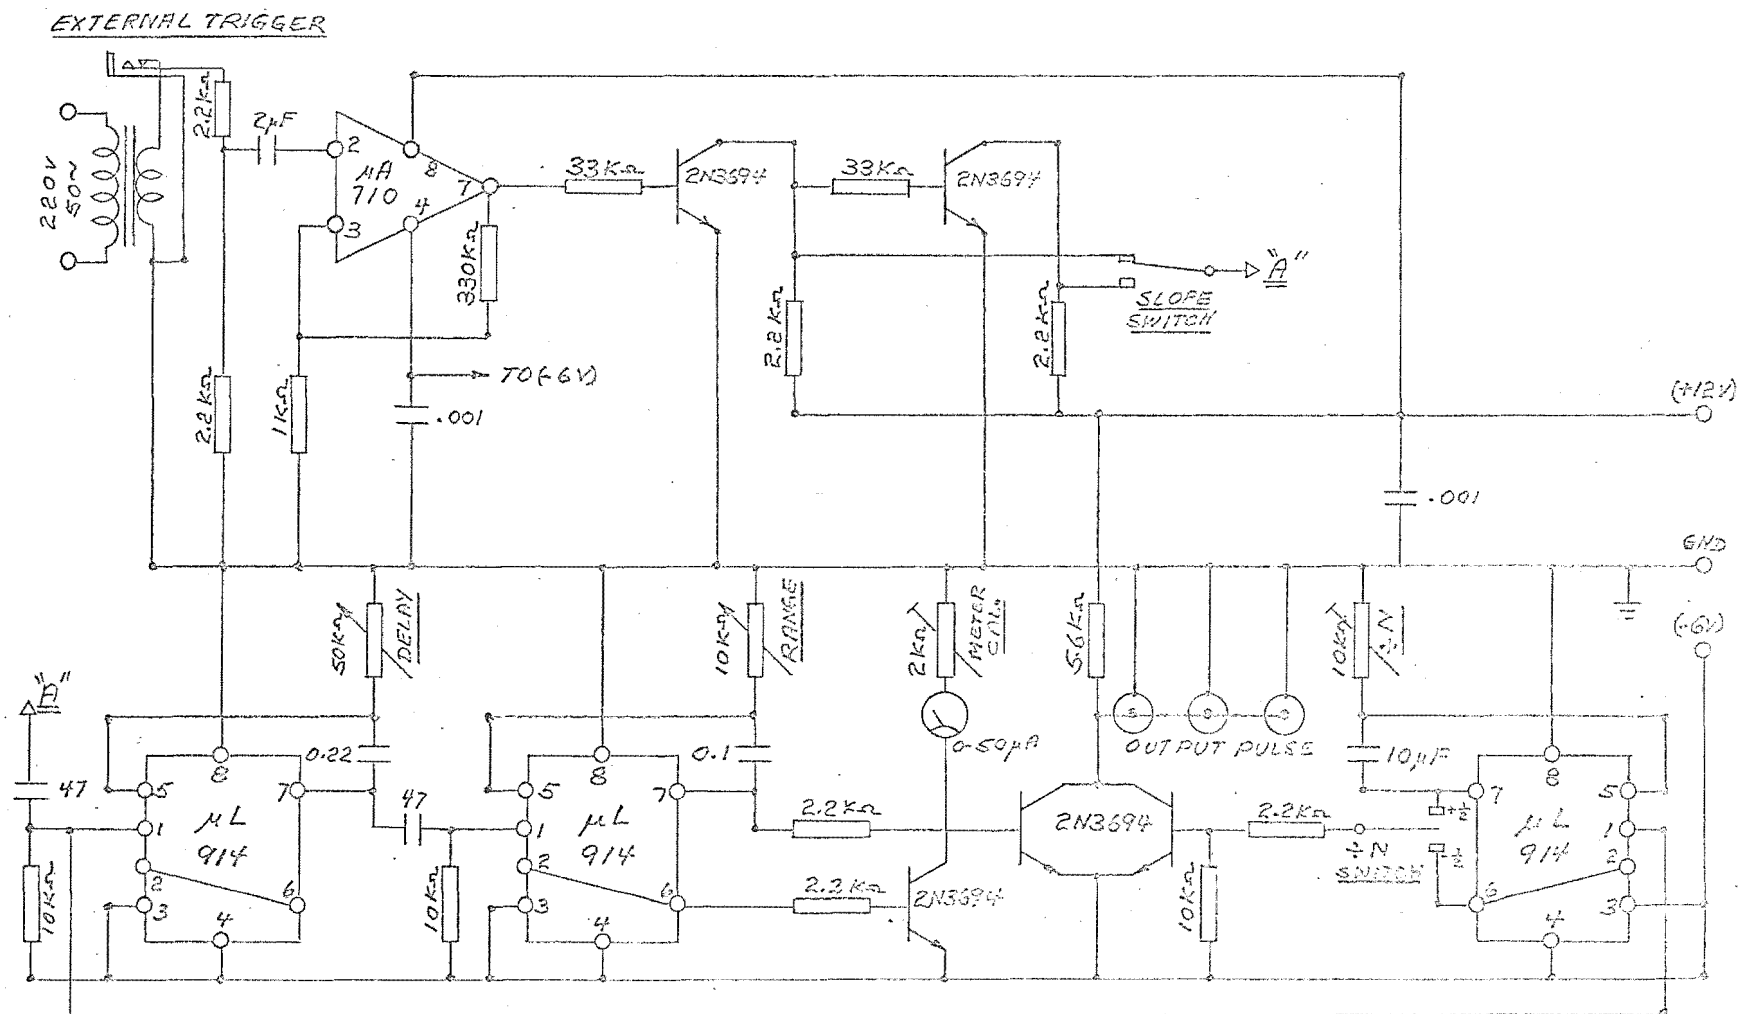 EXTERNAL TRIGGER
2.2KΩ
2µF
220V
50~
2
µA
710
8
7
4
3
33KΩ
2N3694
33KΩ
2N3694
330KΩ
"A"
SLOPE
SWITCH
2.2KΩ
2.2KΩ
TO(-6V)
2.2KΩ
1KΩ
.001
(+12V)
.001
GND
50KΩ
DELAY
10KΩ
RANGE
2KΩ
METER
CAL.
5.6KΩ
10KΩ
÷N
(-6V)
"A"
47
0.22
0.1
0-50µA
OUTPUT PULSE
10µF
8
5
7
1
µL
914
2
6
3
4
10KΩ
47
10KΩ
8
5
7
1
µL
914
2
6
3
4
2.2KΩ
2.2KΩ
2N3694
2N3694
10KΩ
2.2KΩ
÷N
SWITCH
+½
-½
8
7
5
µL
914
1
2
6
3
4